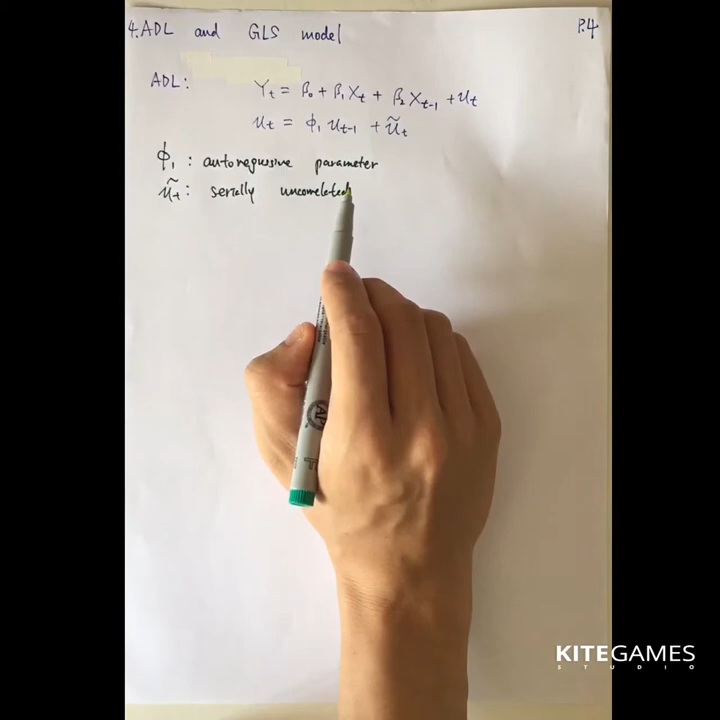 4. ADL and GLS model P.4
ADL: Yₜ = β₀ + β₁Xₜ + β₂Xₜ₋₁ + uₜ
uₜ = ϕ₁uₜ₋₁ + ũₜ
ϕ₁ : autoregressive parameter
ũₜ : serially uncorrelated
KITEGAMES
STUDIO